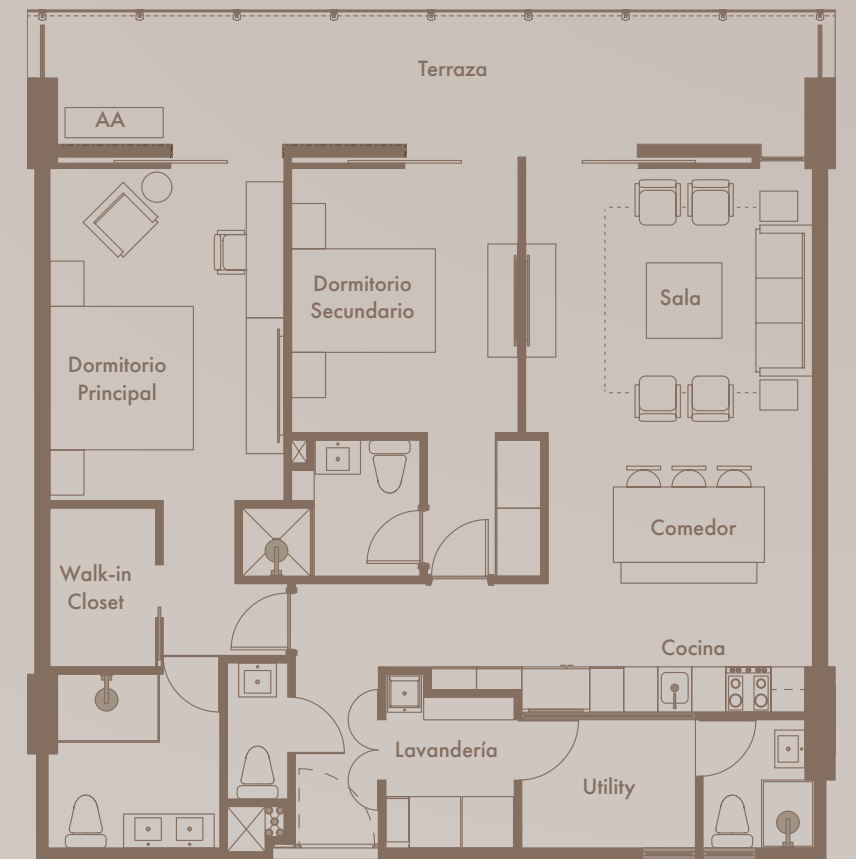 Terraza
AA
Dormitorio
Secundario
Sala
Dormitorio
Principal
Comedor
Walk-in
Closet
Cocina
Lavandería
Utility